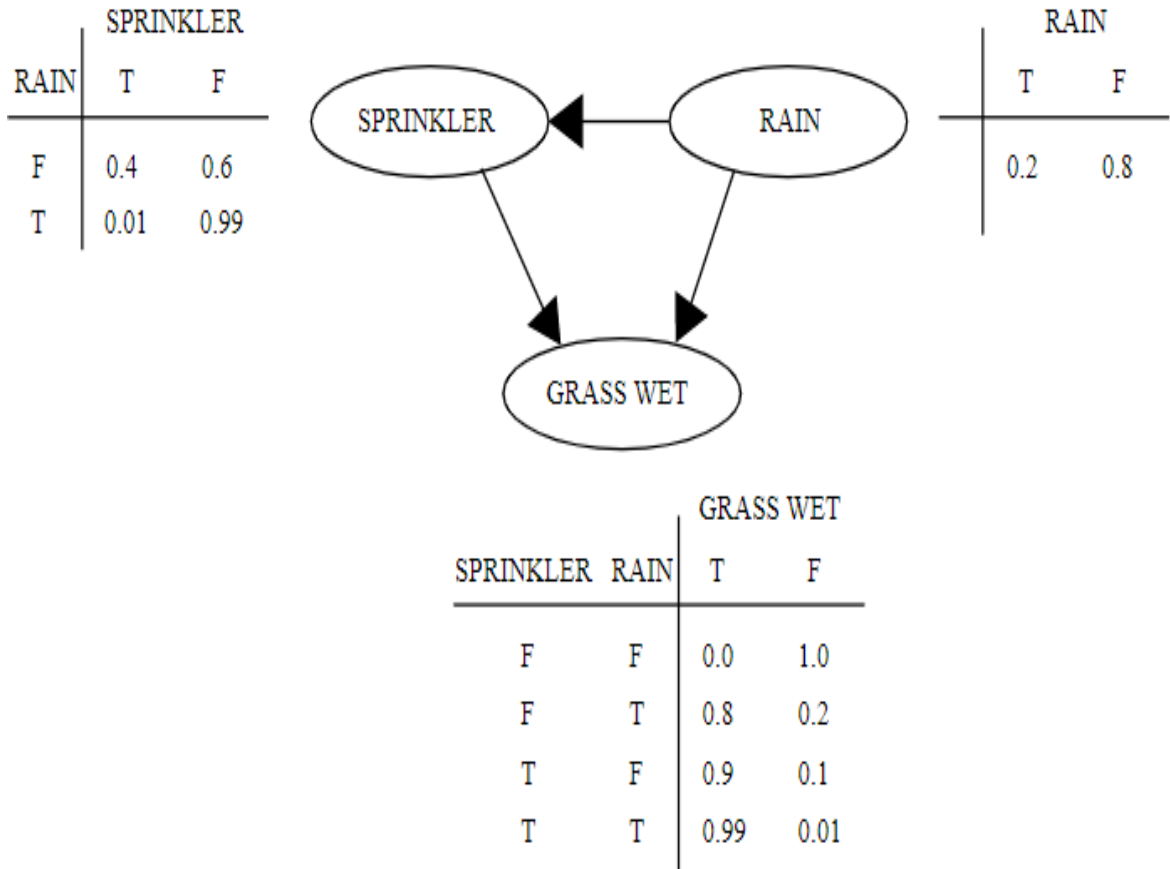 SPRINKLER
RAIN T F
F 0.4 0.6
T 0.01 0.99
SPRINKLER
RAIN
RAIN
T F
0.2 0.8
GRASS WET
GRASS WET
SPRINKLER RAIN T F
F F 0.0 1.0
F T 0.8 0.2
T F 0.9 0.1
T T 0.99 0.01